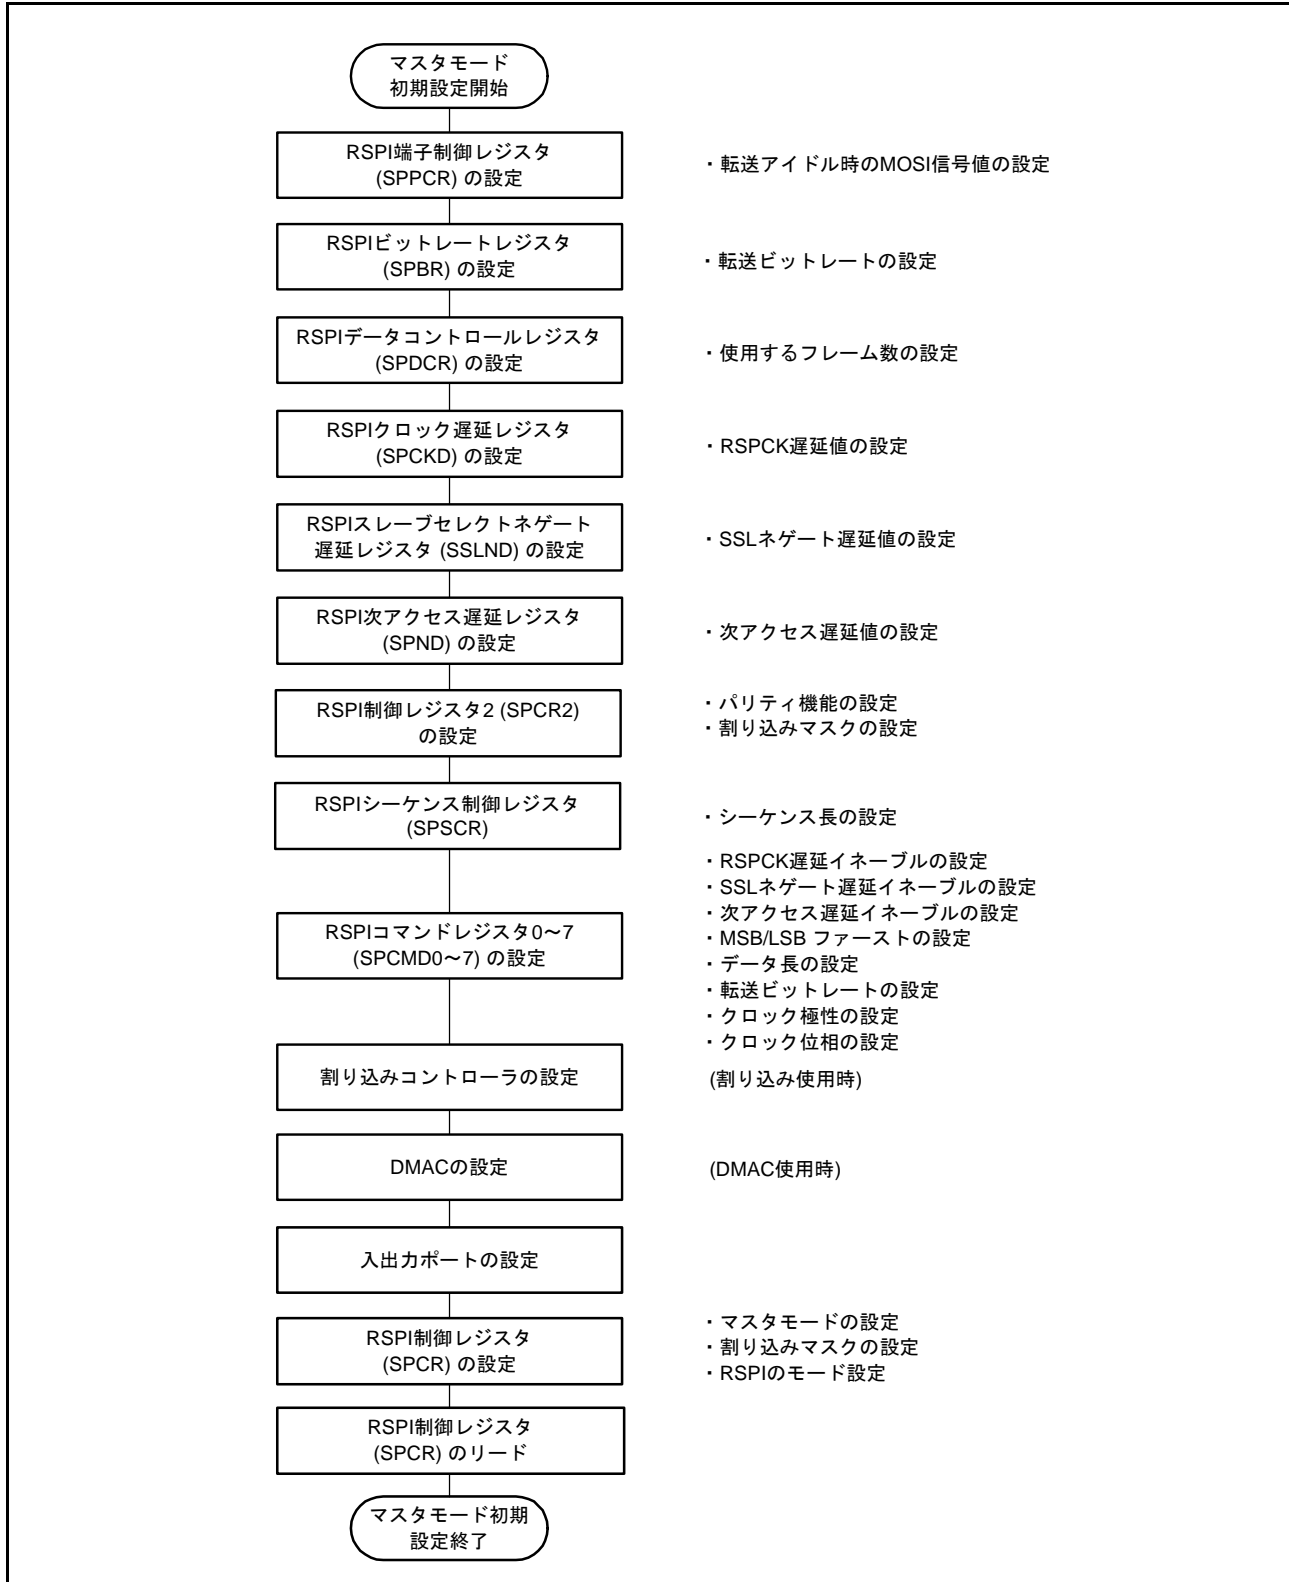 マスタモード
初期設定開始
RSPI端子制御レジスタ
(SPPCR) の設定
・転送アイドル時のMOSI信号値の設定
RSPIビットレートレジスタ
(SPBR) の設定
・転送ビットレートの設定
RSPIデータコントロールレジスタ
(SPDCR) の設定
・使用するフレーム数の設定
RSPIクロック遅延レジスタ
(SPCKD) の設定
・RSPCK遅延値の設定
RSPIスレーブセレクトネゲート
遅延レジスタ (SSLND) の設定
・SSLネゲート遅延値の設定
RSPI次アクセス遅延レジスタ
(SPND) の設定
・次アクセス遅延値の設定
RSPI制御レジスタ2 (SPCR2)
の設定
・パリティ機能の設定
・割り込みマスクの設定
RSPIシーケンス制御レジスタ
(SPSCR)
・シーケンス長の設定
RSPIコマンドレジスタ0～7
(SPCMD0～7) の設定
・RSPCK遅延イネーブルの設定
・SSLネゲート遅延イネーブルの設定
・次アクセス遅延イネーブルの設定
・MSB/LSB ファーストの設定
・データ長の設定
・転送ビットレートの設定
・クロック極性の設定
・クロック位相の設定
割り込みコントローラの設定
(割り込み使用時)
DMACの設定
(DMAC使用時)
入出力ポートの設定
RSPI制御レジスタ
(SPCR) の設定
・マスタモードの設定
・割り込みマスクの設定
・RSPIのモード設定
RSPI制御レジスタ
(SPCR) のリード
マスタモード初期
設定終了